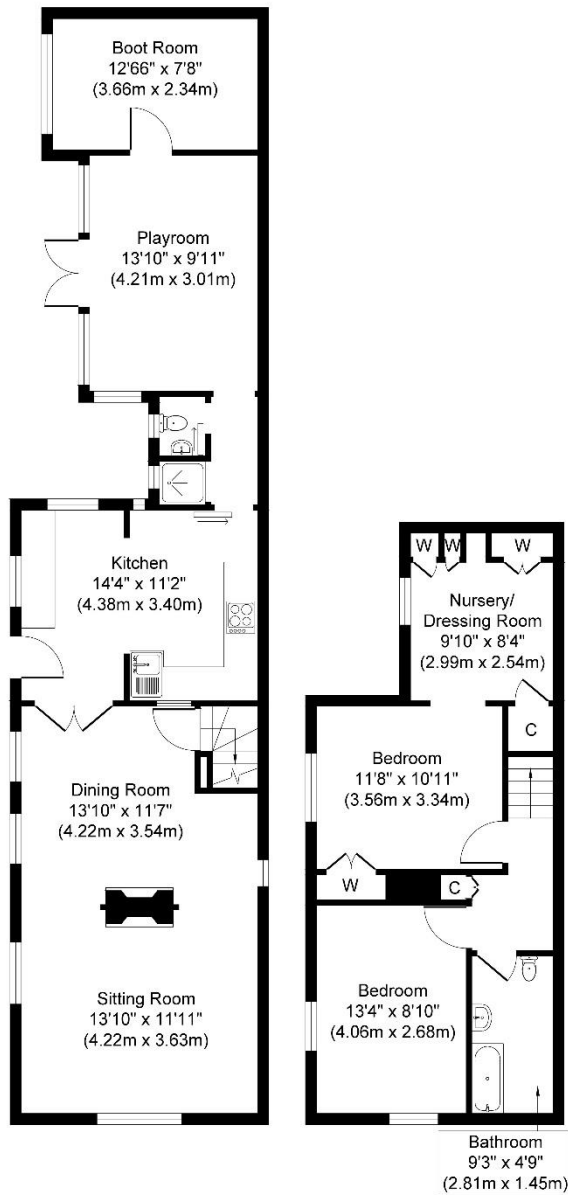 Boot Room
12'66" x 7'8"
(3.66m x 2.34m)
Playroom
13'10" x 9'11"
(4.21m x 3.01m)
Kitchen
14'4" x 11'2"
(4.38m x 3.40m)
Dining Room
13'10" x 11'7"
(4.22m x 3.54m)
Sitting Room
13'10" x 11'11"
(4.22m x 3.63m)
W
W
W
Nursery/
Dressing Room
9'10" x 8'4"
(2.99m x 2.54m)
C
Bedroom
11'8" x 10'11"
(3.56m x 3.34m)
W
C
Bedroom
13'4" x 8'10"
(4.06m x 2.68m)
Bathroom
9'3" x 4'9"
(2.81m x 1.45m)